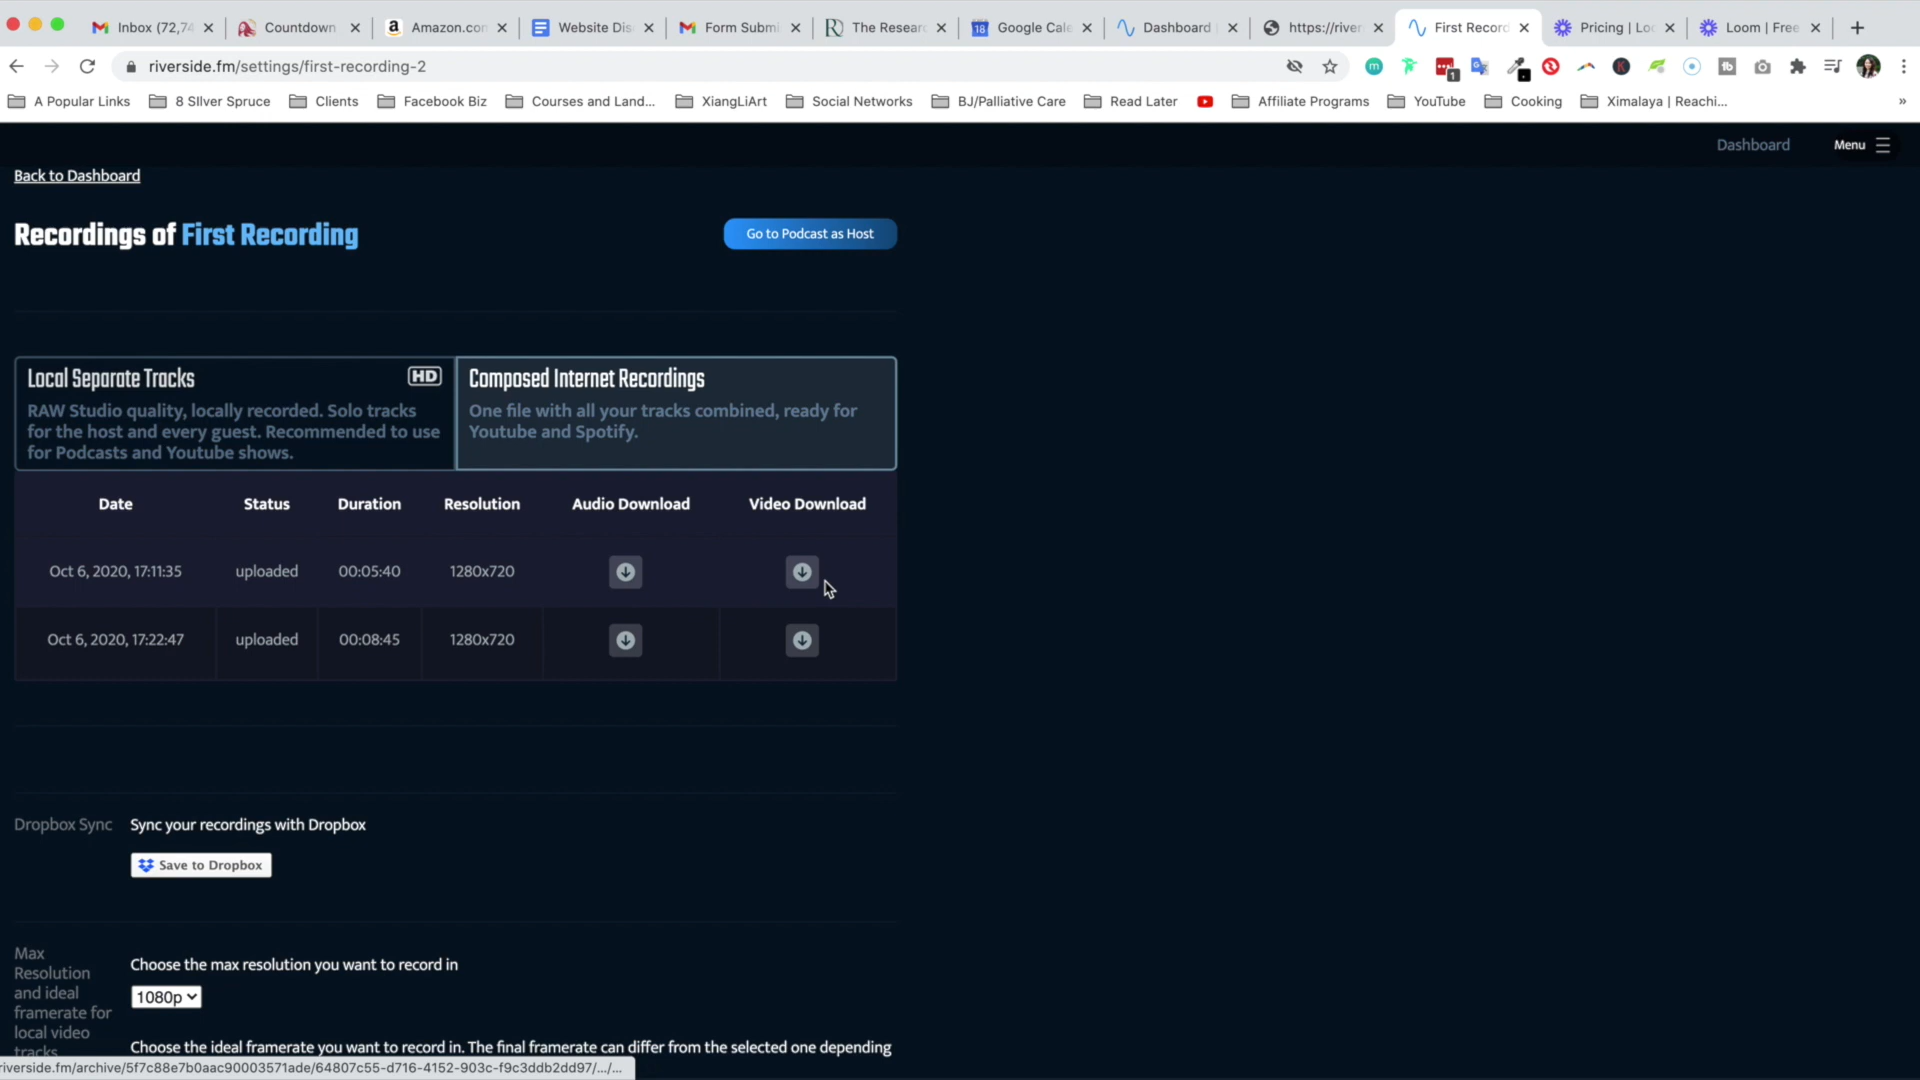 Inbox (72,74
Countdown
Amazon.con
Website Dis
Form Submi
The Resear
Google Cale
Dashboard
https://river
First Record
Pricing | Loo
Loom | Free
riverside.fm/settings/first-recording-2
A Popular Links
8 SIlver Spruce
Clients
Facebook Biz
Courses and Land...
XiangLiArt
Social Networks
BJ/Palliative Care
Read Later
Affiliate Programs
YouTube
Cooking
Ximalaya | Reachi...
»
Dashboard
Menu
Back to Dashboard
Recordings of First Recording
Go to Podcast as Host
Local Separate Tracks
HD
RAW Studio quality, locally recorded. Solo tracks
for the host and every guest. Recommended to use
for Podcasts and Youtube shows.
Composed Internet Recordings
One file with all your tracks combined, ready for
Youtube and Spotify.
Date Status Duration Resolution Audio Download Video Download
Oct 6, 2020, 17:11:35 uploaded 00:05:40 1280x720
Oct 6, 2020, 17:22:47 uploaded 00:08:45 1280x720
Dropbox Sync
Sync your recordings with Dropbox
Save to Dropbox
Max
Resolution
and ideal
framerate for
local video
tracks
Choose the max resolution you want to record in
1080p
Choose the ideal framerate you want to record in. The final framerate can differ from the selected one depending
riverside.fm/archive/5f7c88e7b0aac90003571ade/64807c55-d716-4152-903c-f9c3ddb2dd97/.../...